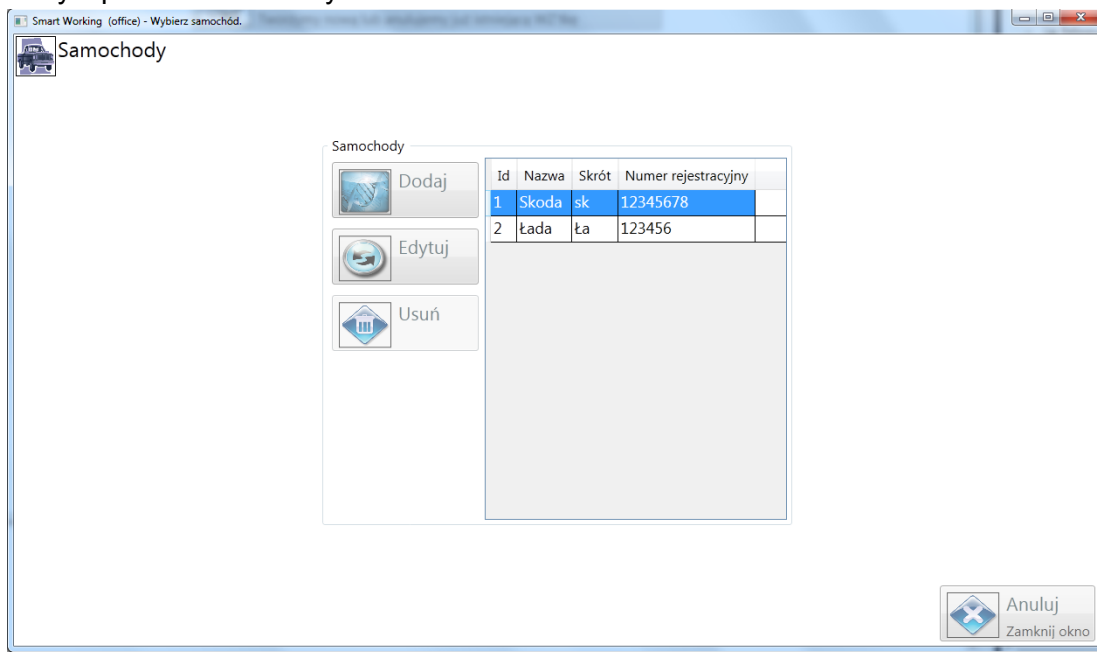 Smart Working (office) - Wybierz samochód.
Samochody
Samochody
Dodaj
Edytuj
Usuń
Id Nazwa Skrót Numer rejestracyjny
1 Skoda sk 12345678
2 Łada Ła 123456
Anuluj
Zamknij okno